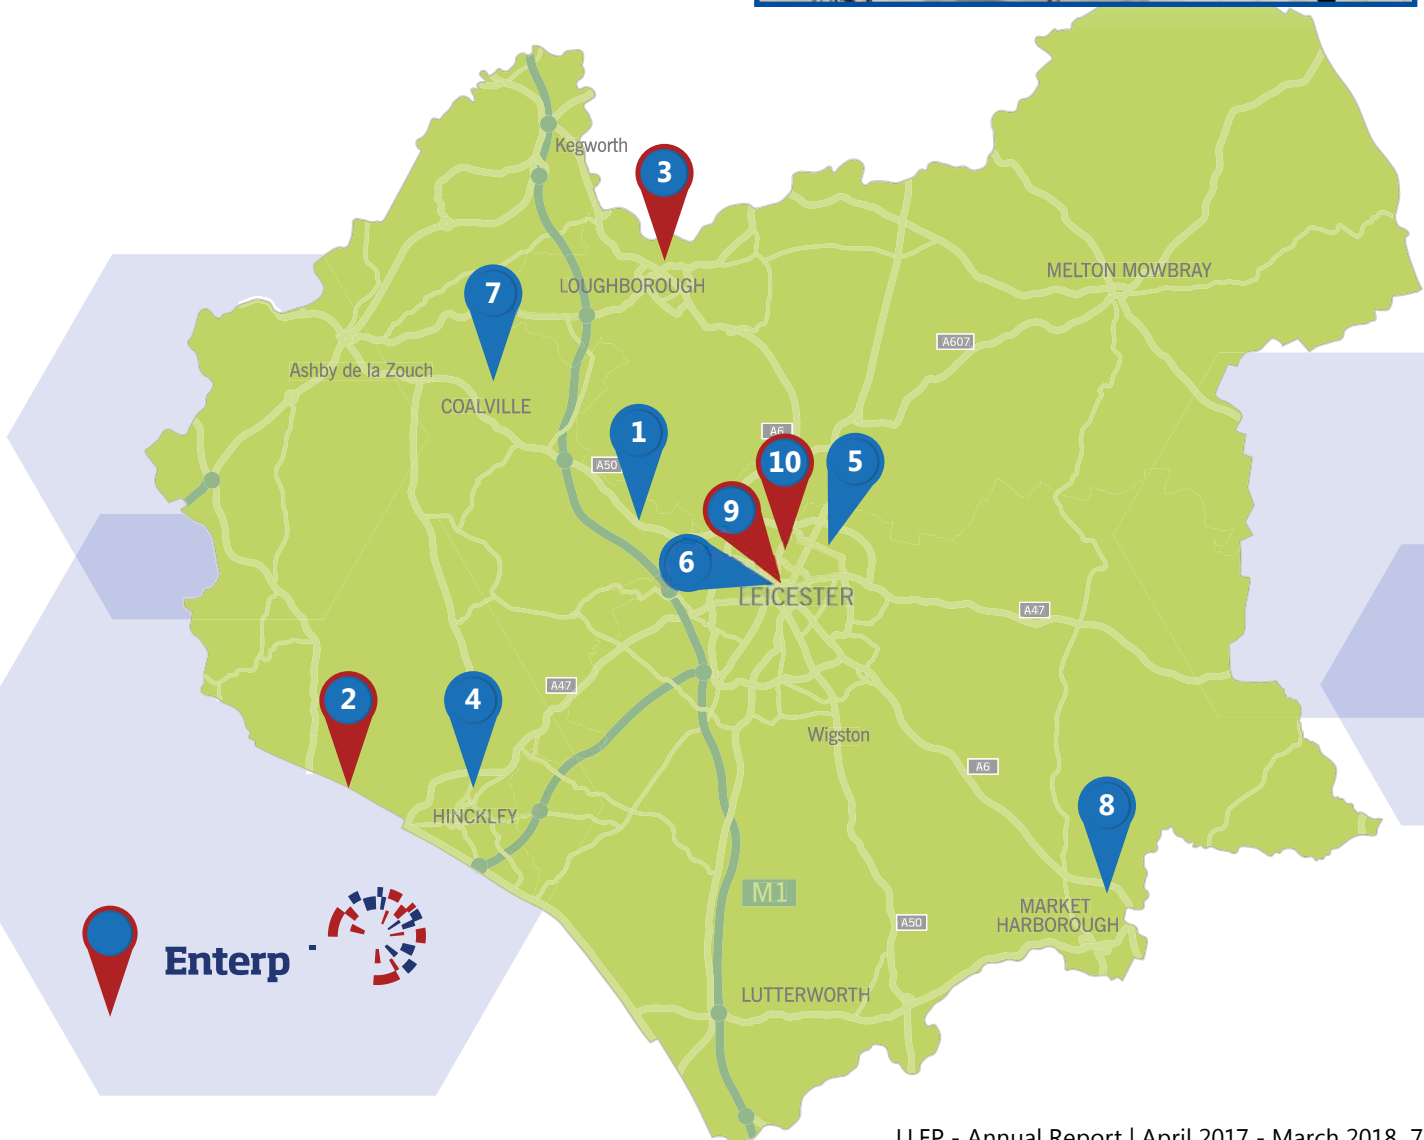 Kegworth
3
MELTON MOWBRAY
7
LOUGHBOROUGH
A607
Ashby de la Zouch
COALVILLE
1
A6
A50
10
5
9
6
LEICESTER
A47
2
4
A47
Wigston
A6
8
HINCKLEY
M1
MARKET
HARBOROUGH
A50
Enterp
LUTTERWORTH
LLEP - Annual Report | April 2017 - March 2018 7